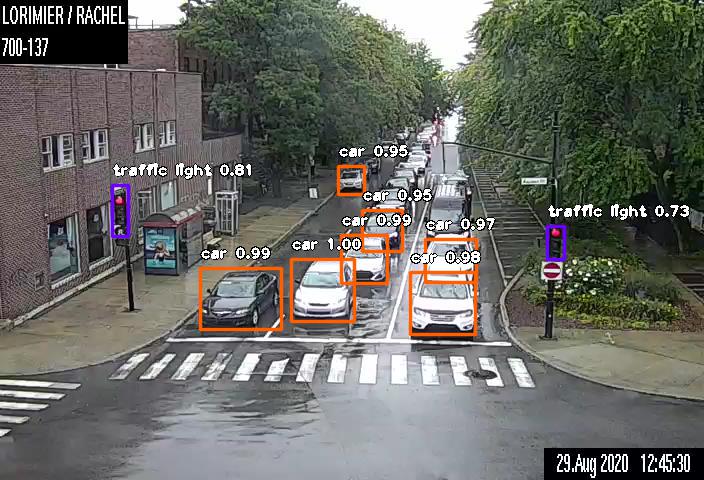 LORIMIER / RACHEL
700-137
car 0.95
traffic light 0.81
car 0.95
traffic light 0.73
car 0.99
car 0.97
car 0.99
car 1.00
car 0.98
29.Aug 2020 12:45:30